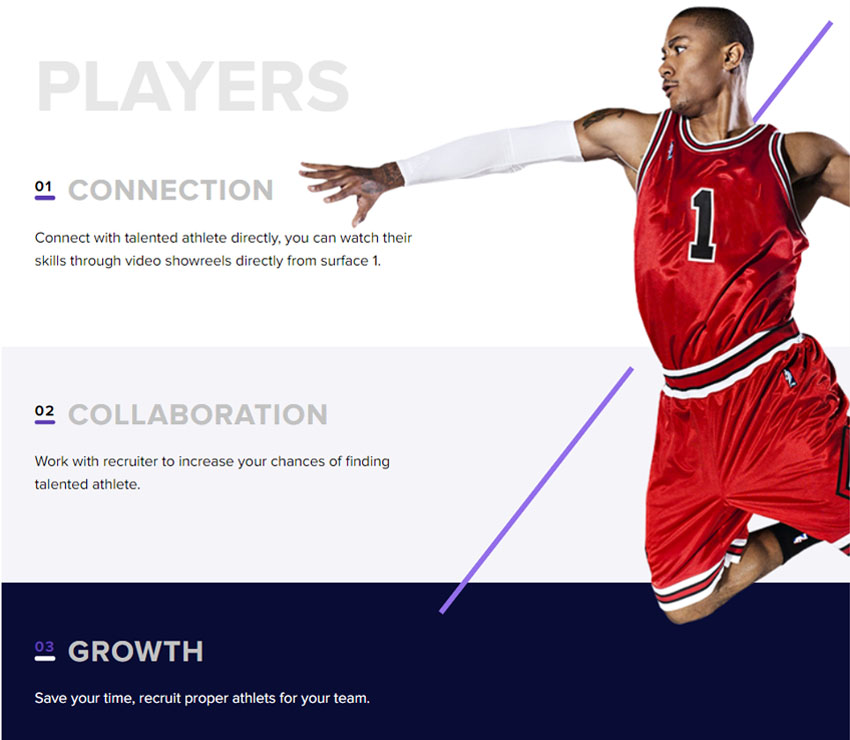 PLAYERS
01 CONNECTION
Connect with talented athlete directly, you can watch their
skills through video showreels directly from surface 1.
1
02 COLLABORATION
Work with recruiter to increase your chances of finding
talented athlete.
03 GROWTH
Save your time, recruit proper athlets for your team.